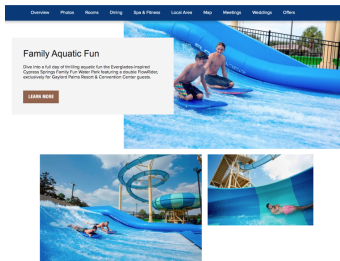 Overview Photos Rooms Dining Spa & Fitness Local Area Map Meetings Weddings Offers
Family Aquatic Fun
Dive into a full day of thrilling aquatic fun the Everglades-inspired
Cypress Springs Family Fun Water Park featuring a double FlowRider,
exclusively for Gaylord Palms Resort & Convention Center guests.
LEARN MORE